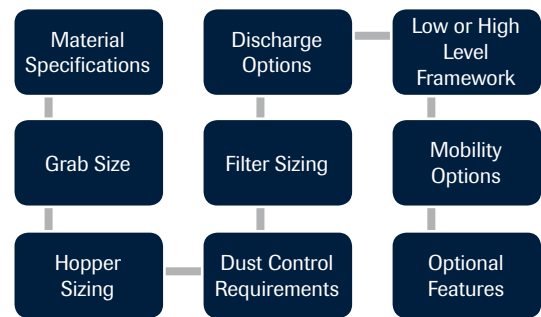 Material
Specifications
Grab Size
Hopper
Sizing
Dust Control
Requirements
Filter Sizing
Discharge
Options
Low or High
Level
Framework
Mobility
Options
Optional
Features